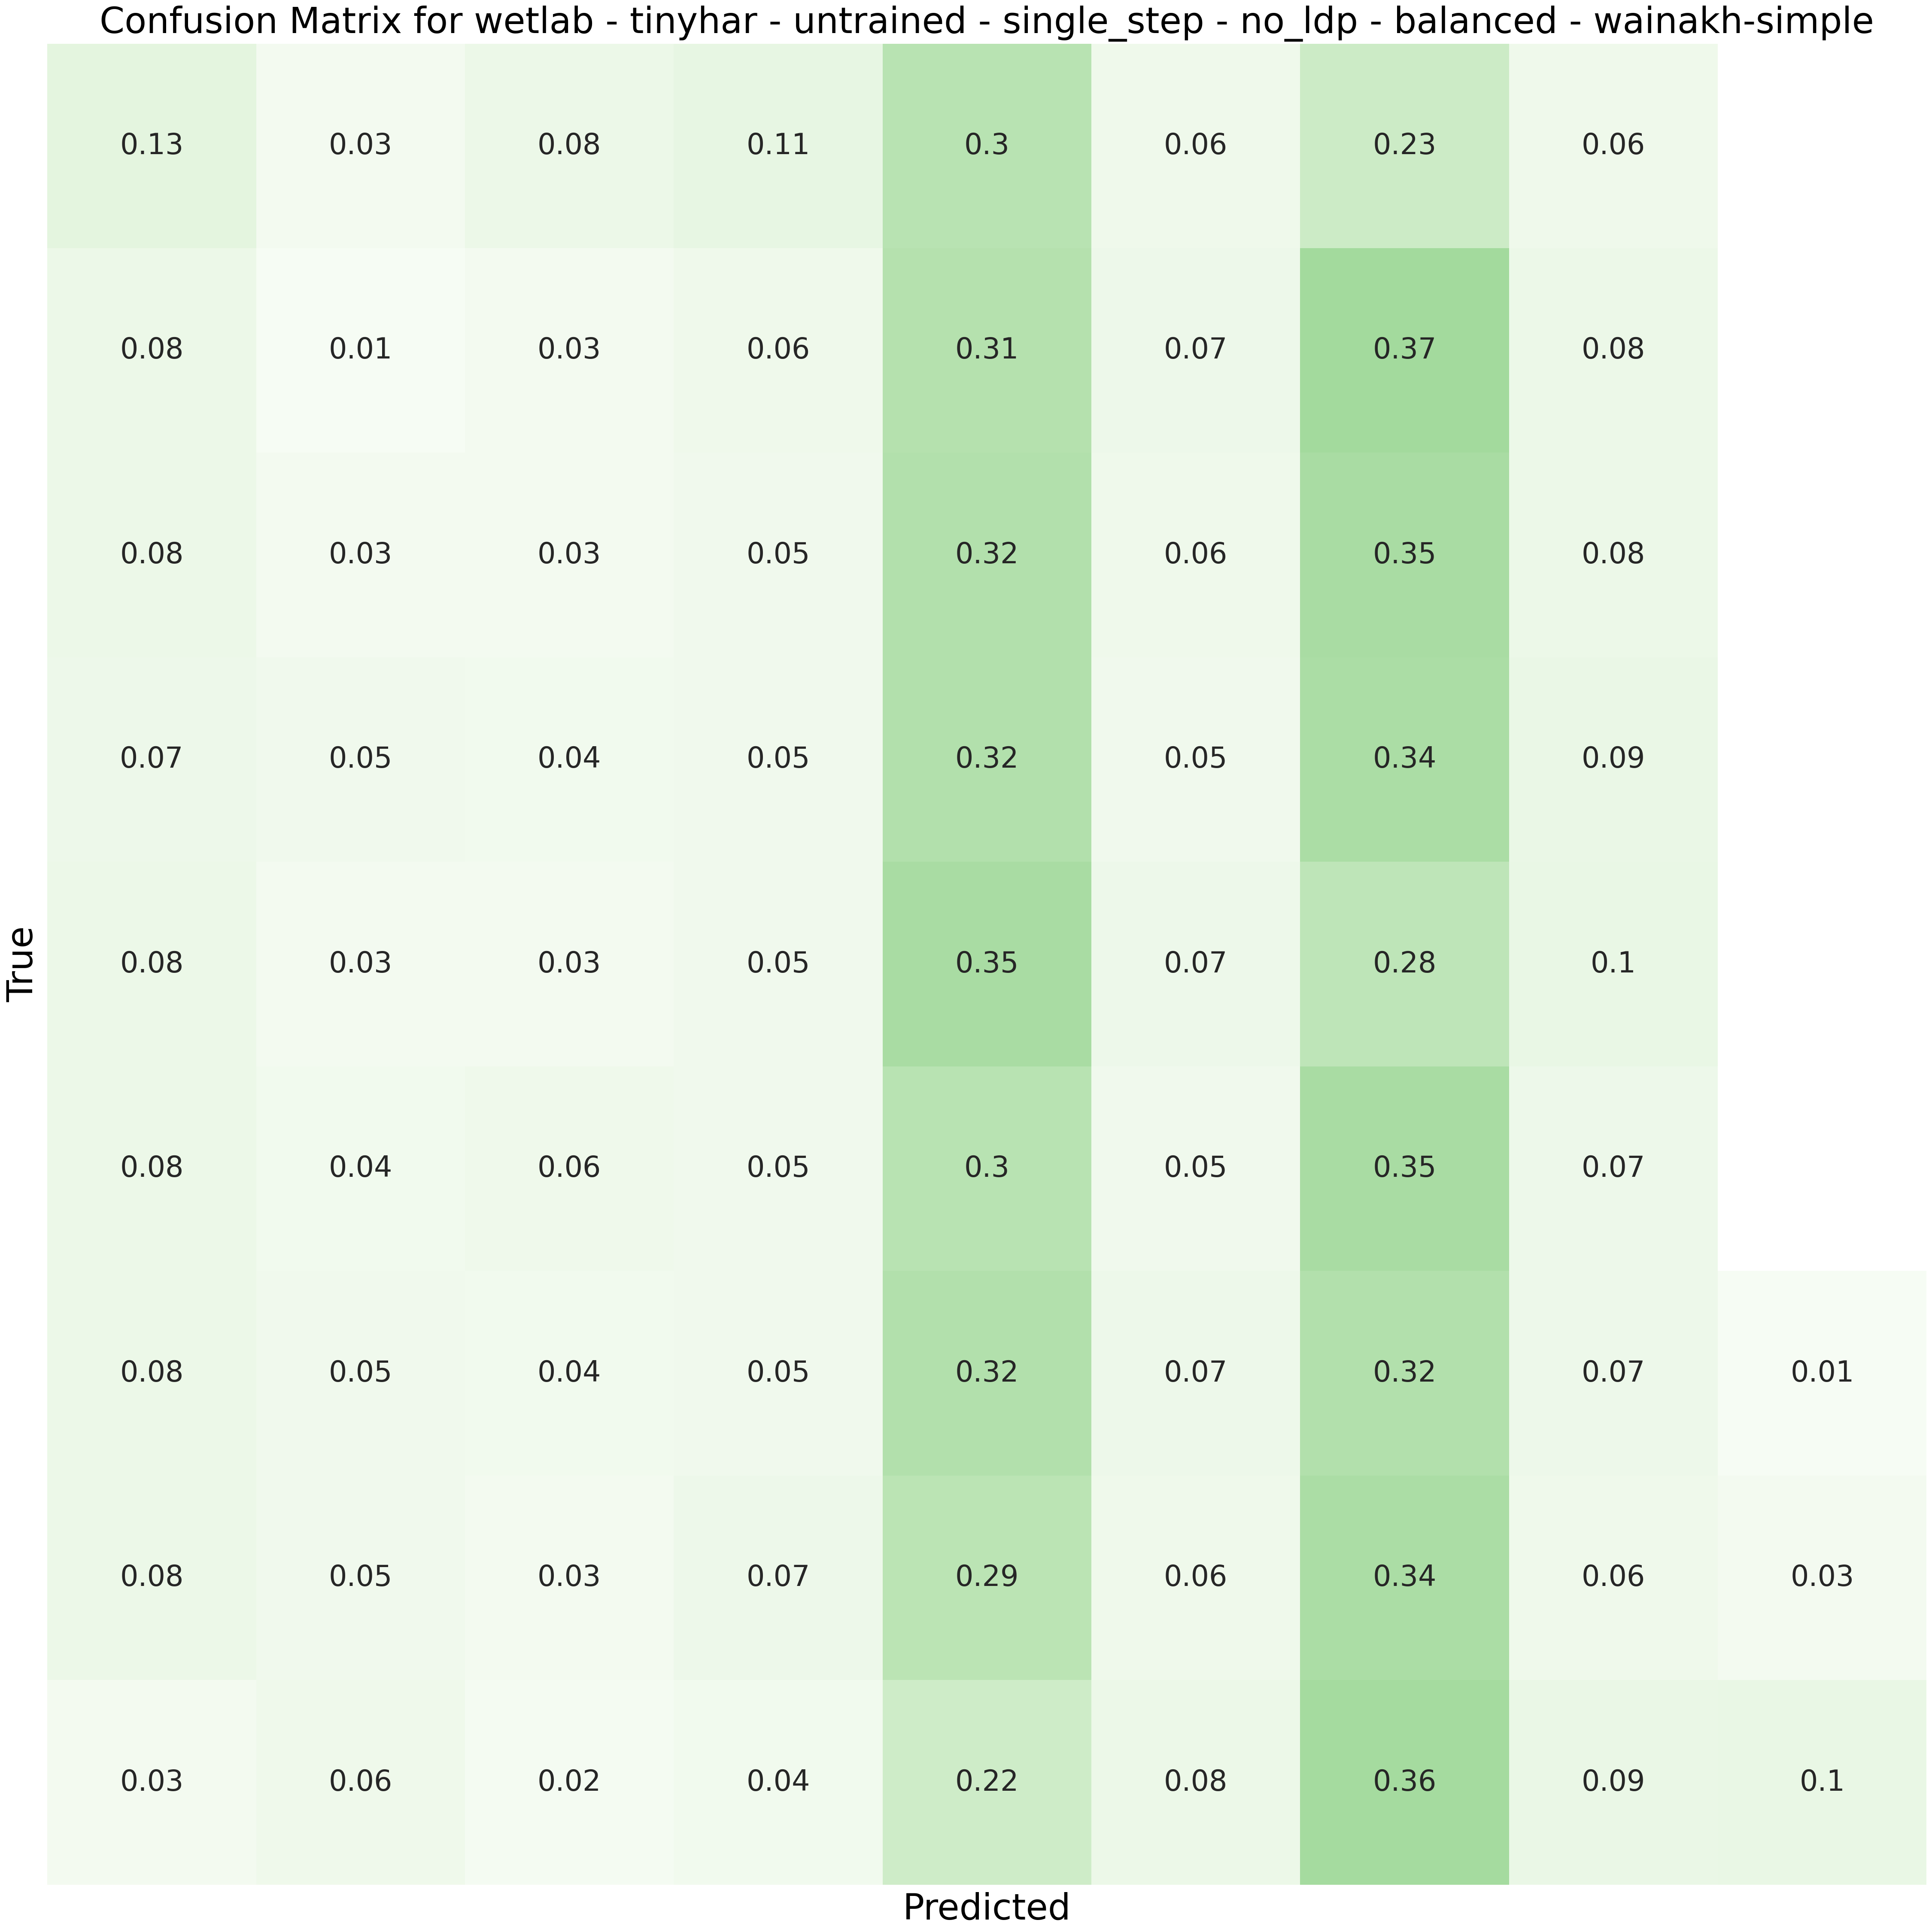 Confusion Matrix for wetlab - tinyhar - untrained - single_step - no_ldp - balanced - wainakh-simple
0.13 0.03 0.08 0.11 0.3 0.06 0.23 0.06
0.08 0.01 0.03 0.06 0.31 0.07 0.37 0.08
0.08 0.03 0.03 0.05 0.32 0.06 0.35 0.08
0.07 0.05 0.04 0.05 0.32 0.05 0.34 0.09
0.08 0.03 0.03 0.05 0.35 0.07 0.28 0.1
0.08 0.04 0.06 0.05 0.3 0.05 0.35 0.07
0.08 0.05 0.04 0.05 0.32 0.07 0.32 0.07 0.01
0.08 0.05 0.03 0.07 0.29 0.06 0.34 0.06 0.03
0.03 0.06 0.02 0.04 0.22 0.08 0.36 0.09 0.1
True
Predicted